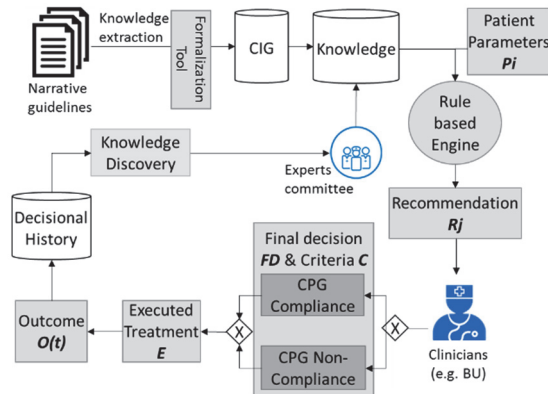 Knowledge
extraction
Narrative
guidelines
Formalization
Tool
CIG
Knowledge
Patient
Parameters
Pi
Rule
based
Engine
Recommendation
Rj
Clinicians
(e.g. BU)
Final decision
FD & Criteria C
CPG
Compliance
CPG Non-
Compliance
X
X
Executed
Treatment
E
Outcome
O(t)
Decisional
History
Knowledge
Discovery
Experts
committee